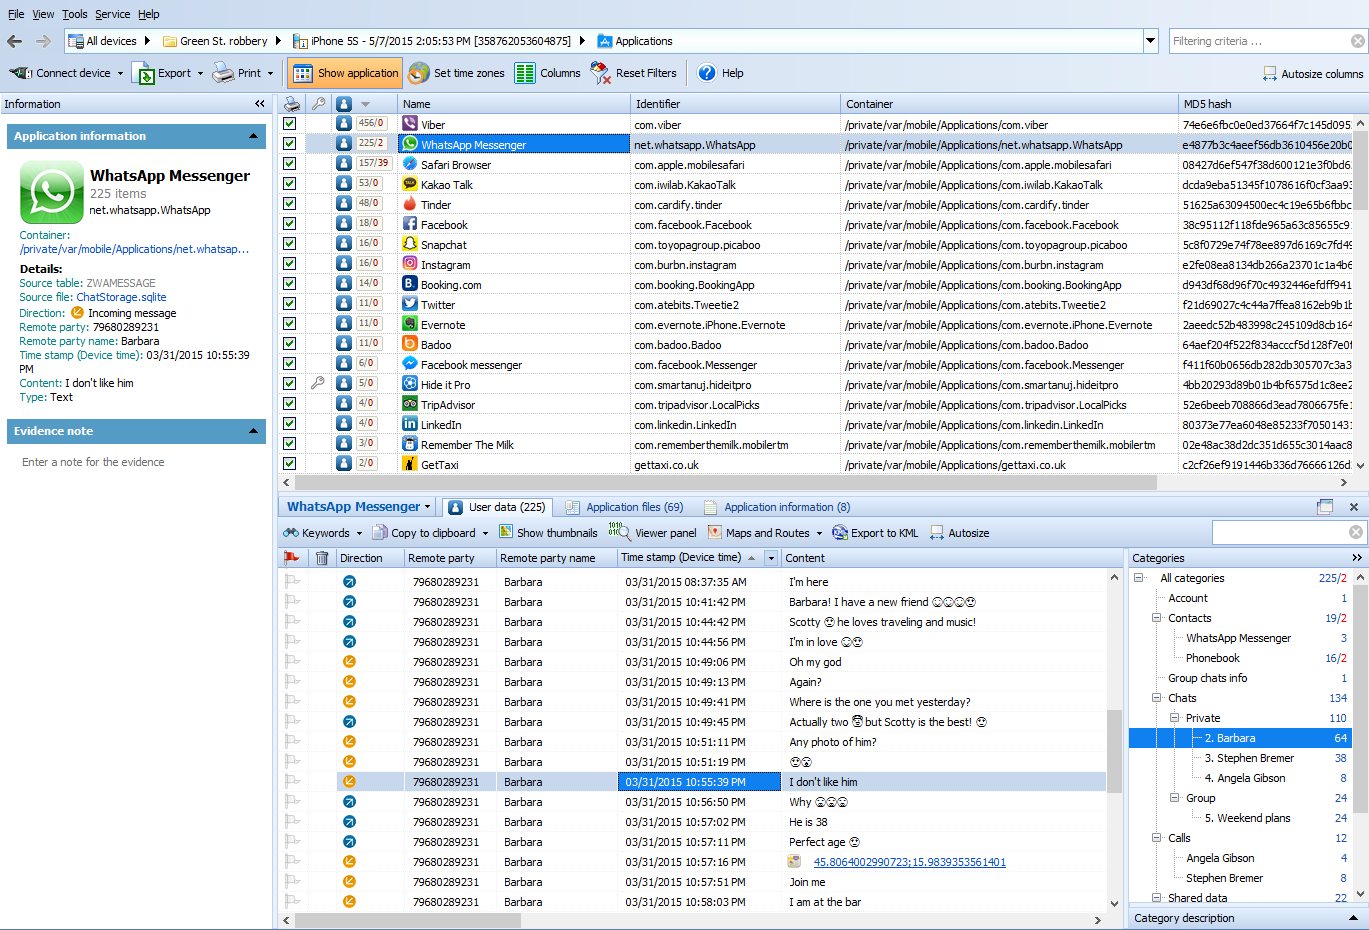 File View Tools Service Help
All devices Green St. robbery iPhone 5S - 5/7/2015 2:05:53 PM [358762053604875] Applications Filtering criteria ...
Connect device Export Print Show application Set time zones Columns Reset Filters Help Autosize columns
Information «
Application information
WhatsApp Messenger
225 items
net.whatsapp.WhatsApp
Container:
/private/var/mobile/Applications/net.whatsap...
Details:
Source table: ZWAMESSAGE
Source file: ChatStorage.sqlite
Direction: Incoming message
Remote party: 79680289231
Remote party name: Barbara
Time stamp (Device time): 03/31/2015 10:55:39
PM
Content: I don't like him
Type: Text
Evidence note
Enter a note for the evidence
Name Identifier Container MD5 hash
456/0 Viber com.viber /private/var/mobile/Applications/com.viber 74e6e6fbc0e0ed37664f7c145d095
225/2 WhatsApp Messenger net.whatsapp.WhatsApp /private/var/mobile/Applications/net.whatsapp.WhatsApp e4877b3c4aeef56db3610456e20b0
157/39 Safari Browser com.apple.mobilesafari /private/var/mobile/Applications/com.apple.mobilesafari 08427d6ef547f38d600121e3f0bd6
53/0 Kakao Talk com.iwilab.KakaoTalk /private/var/mobile/Applications/com.iwilab.KakaoTalk dcda9eba51345f1078616f0cf3aa93
48/0 Tinder com.cardify.tinder /private/var/mobile/Applications/com.cardify.tinder 51625a63094500ec4c19e65b6fbbc
18/0 Facebook com.facebook.Facebook /private/var/mobile/Applications/com.facebook.Facebook 38c95112f118fde965a63c85655c91
16/0 Snapchat com.toyopagroup.picaboo /private/var/mobile/Applications/com.toyopagroup.picaboo 5c8f0729e74f78ee897d6169c7fd49
16/0 Instagram com.burbn.instagram /private/var/mobile/Applications/com.burbn.instagram e2fe08ea8134db266a23701c1a4b6
14/0 Booking.com com.booking.BookingApp /private/var/mobile/Applications/com.booking.BookingApp d943df68d96f70c4932446efdff941
11/0 Twitter com.atebits.Tweetie2 /private/var/mobile/Applications/com.atebits.Tweetie2 f21d69027c4c44a7ffea8162eb9b1b
11/0 Evernote com.evernote.iPhone.Evernote /private/var/mobile/Applications/com.evernote.iPhone.Evernote 2aeedc52b483998c245109d8cb164
11/0 Badoo com.badoo.Badoo /private/var/mobile/Applications/com.badoo.Badoo 64aef204f522f834acccf5d128f7e0f
6/0 Facebook messenger com.facebook.Messenger /private/var/mobile/Applications/com.facebook.Messenger f411f60b0656db282db305707c3a3
5/0 Hide it Pro com.smartanuj.hideitpro /private/var/mobile/Applications/com.smartanuj.hideitpro 4bb20293d89b01b4bf6575d1c8ee2
4/0 TripAdvisor com.tripadvisor.LocalPicks /private/var/mobile/Applications/com.tripadvisor.LocalPicks 52e6beeb708866d3ead7806675fe1
4/0 LinkedIn com.linkedin.LinkedIn /private/var/mobile/Applications/com.linkedin.LinkedIn 80373e77ea6048e85233f70501431
3/0 Remember The Milk com.rememberthemilk.mobilertm /private/var/mobile/Applications/com.rememberthemilk.mobilertm 02e48ac38d2dc351d655c3014aac8
2/0 GetTaxi gettaxi.co.uk /private/var/mobile/Applications/gettaxi.co.uk c2cf26ef9191446b336d76666126d
WhatsApp Messenger User data (225) Application files (69) Application information (8)
Keywords Copy to clipboard Show thumbnails Viewer panel Maps and Routes Export to KML Autosize
Direction Remote party Remote party name Time stamp (Device time) Content
79680289231 Barbara 03/31/2015 08:37:35 AM I'm here
79680289231 Barbara 03/31/2015 10:41:42 PM Barbara! I have a new friend
79680289231 Barbara 03/31/2015 10:44:42 PM Scotty he loves traveling and music!
79680289231 Barbara 03/31/2015 10:44:56 PM I'm in love
79680289231 Barbara 03/31/2015 10:49:06 PM Oh my god
79680289231 Barbara 03/31/2015 10:49:13 PM Again?
79680289231 Barbara 03/31/2015 10:49:41 PM Where is the one you met yesterday?
79680289231 Barbara 03/31/2015 10:49:45 PM Actually two but Scotty is the best!
79680289231 Barbara 03/31/2015 10:51:11 PM Any photo of him?
79680289231 Barbara 03/31/2015 10:51:19 PM
79680289231 Barbara 03/31/2015 10:55:39 PM I don't like him
79680289231 Barbara 03/31/2015 10:56:50 PM Why
79680289231 Barbara 03/31/2015 10:57:02 PM He is 38
79680289231 Barbara 03/31/2015 10:57:11 PM Perfect age
79680289231 Barbara 03/31/2015 10:57:16 PM 45.8064002990723;15.9839353561401
79680289231 Barbara 03/31/2015 10:57:51 PM Join me
79680289231 Barbara 03/31/2015 10:58:03 PM I am at the bar
Categories »
All categories 225/2
Account 1
Contacts 19/2
WhatsApp Messenger 3
Phonebook 16/2
Group chats info 1
Chats 134
Private 110
2. Barbara 64
3. Stephen Bremer 38
4. Angela Gibson 8
Group 24
5. Weekend plans 24
Calls 12
Angela Gibson 4
Stephen Bremer 8
Shared data 22
Category description